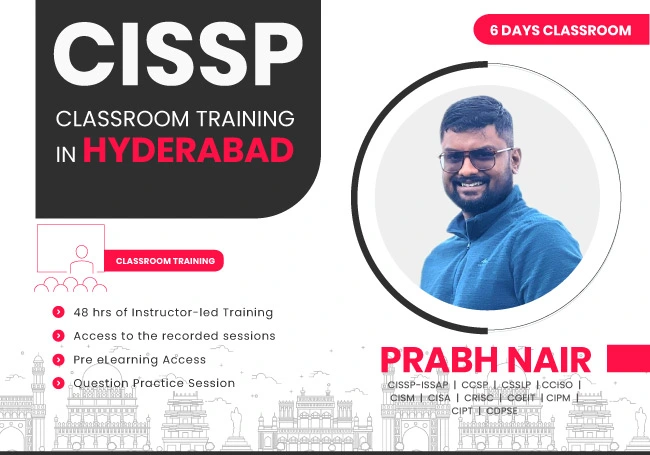 CISSP
CLASSROOM TRAINING
IN HYDERABAD
6 DAYS CLASSROOM
CLASSROOM TRAINING
48 hrs of Instructor-led Training
Access to the recorded sessions
Pre eLearning Access
Question Practice Session
PRABH NAIR
CISSP-ISSAP | CCSP | CSSLP | CCISO |
CISM | CISA | CRISC | CGEIT | CIPM |
CIPT | CDPSE